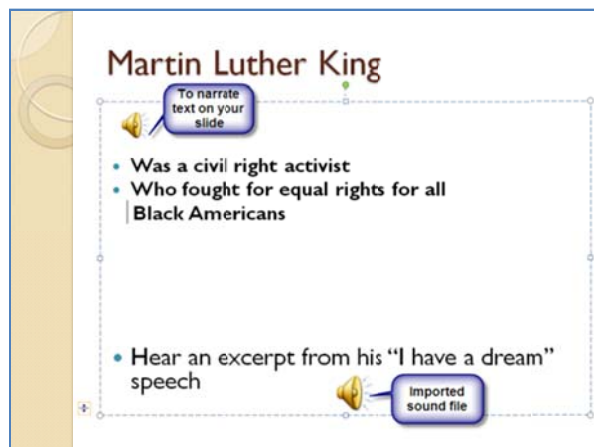 Martin Luther King
To narrate
text on your
slide
• Was a civil right activist
• Who fought for equal rights for all
Black Americans
• Hear an excerpt from his “I have a dream”
speech
Imported
sound file